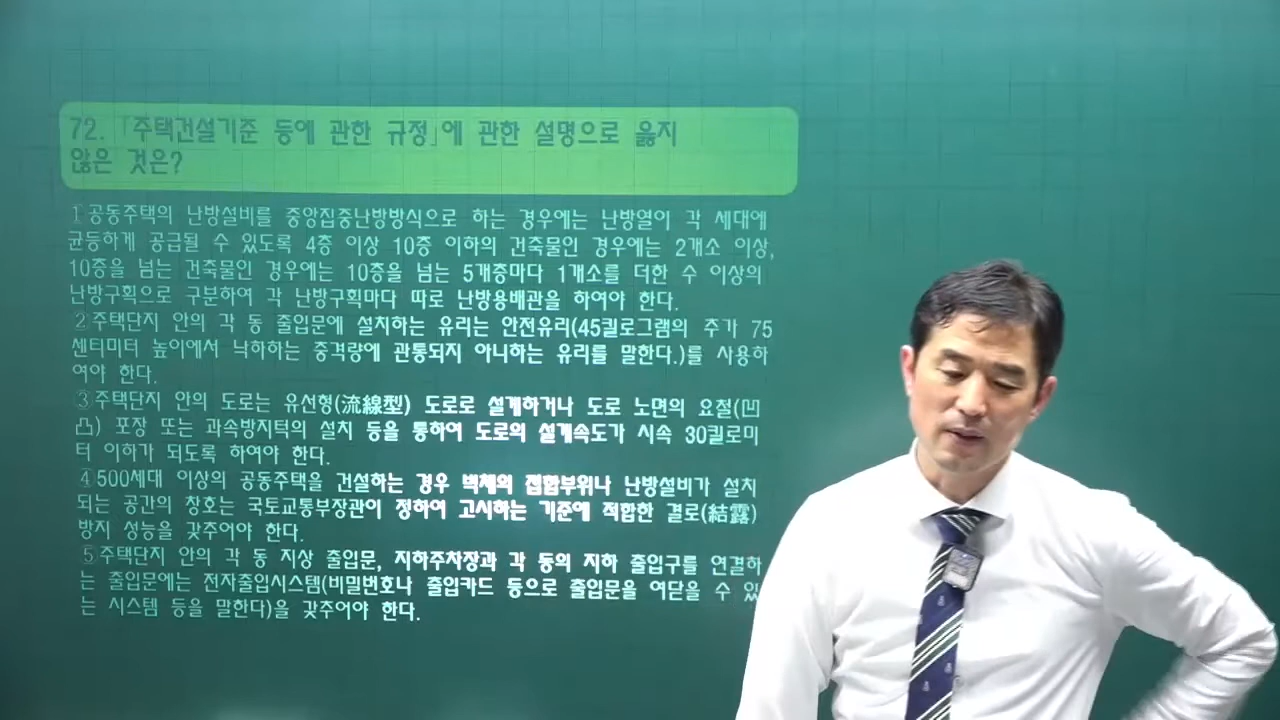 72. 「주택건설기준 등에 관한 규정」에 관한 설명으로 옳지
않은 것은?
①공동주택의 난방설비를 중앙집중난방방식으로 하는 경우에는 난방열이 각 세대에
균등하게 공급될 수 있도록 4층 이상 10층 이하의 건축물인 경우에는 2개소 이상,
10층을 넘는 건축물인 경우에는 10층을 넘는 5개층마다 1개소를 더한 수 이상의
난방구획으로 구분하여 각 난방구획마다 따로 난방용배관을 하여야 한다.
②주택단지 안의 각 동 출입문에 설치하는 유리는 안전유리(45킬로그램의 추가 75
센티미터 높이에서 낙하하는 충격량에 관통되지 아니하는 유리를 말한다.)를 사용하
여야 한다.
③주택단지 안의 도로는 유선형(流線型) 도로로 설계하거나 도로 노면의 요철(凹
凸) 포장 또는 과속방지턱의 설치 등을 통하여 도로의 설계속도가 시속 30킬로미
터 이하가 되도록 하여야 한다.
④500세대 이상의 공동주택을 건설하는 경우 벽체의 접합부위나 난방설비가 설치
되는 공간의 창호는 국토교통부장관이 정하여 고시하는 기준에 적합한 결로(結露)
방지 성능을 갖추어야 한다.
⑤주택단지 안의 각 동 지상 출입문, 지하주차장과 각 동의 지하 출입구를 연결하
는 출입문에는 전자출입시스템(비밀번호나 출입카드 등으로 출입문을 여닫을 수 있
는 시스템 등을 말한다)을 갖추어야 한다.